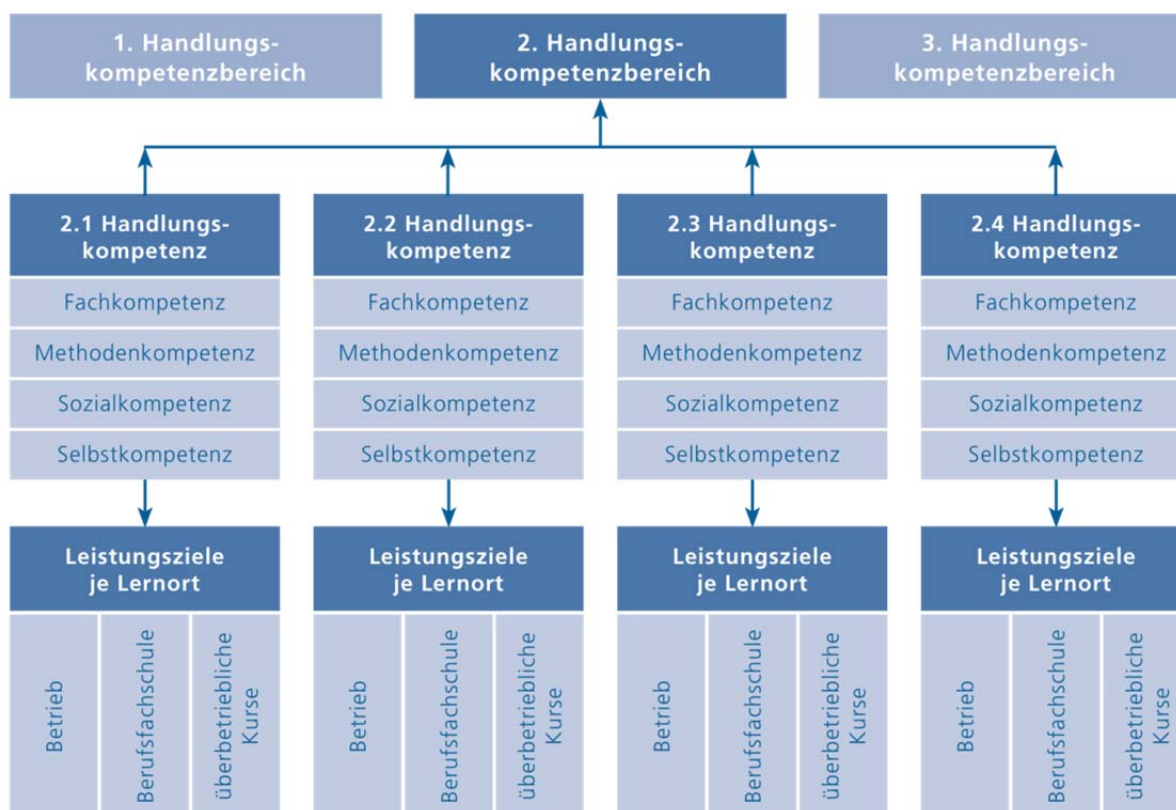 1. Handlungs-
kompetenzbereich
2. Handlungs-
kompetenzbereich
3. Handlungs-
kompetenzbereich
2.1 Handlungs-
kompetenz
Fachkompetenz
Methodenkompetenz
Sozialkompetenz
Selbstkompetenz
Leistungsziele
je Lernort
Betrieb
Berufsfachschule
überbetriebliche
Kurse
2.2 Handlungs-
kompetenz
Fachkompetenz
Methodenkompetenz
Sozialkompetenz
Selbstkompetenz
Leistungsziele
je Lernort
Betrieb
Berufsfachschule
überbetriebliche
Kurse
2.3 Handlungs-
kompetenz
Fachkompetenz
Methodenkompetenz
Sozialkompetenz
Selbstkompetenz
Leistungsziele
je Lernort
Betrieb
Berufsfachschule
überbetriebliche
Kurse
2.4 Handlungs-
kompetenz
Fachkompetenz
Methodenkompetenz
Sozialkompetenz
Selbstkompetenz
Leistungsziele
je Lernort
Betrieb
Berufsfachschule
überbetriebliche
Kurse